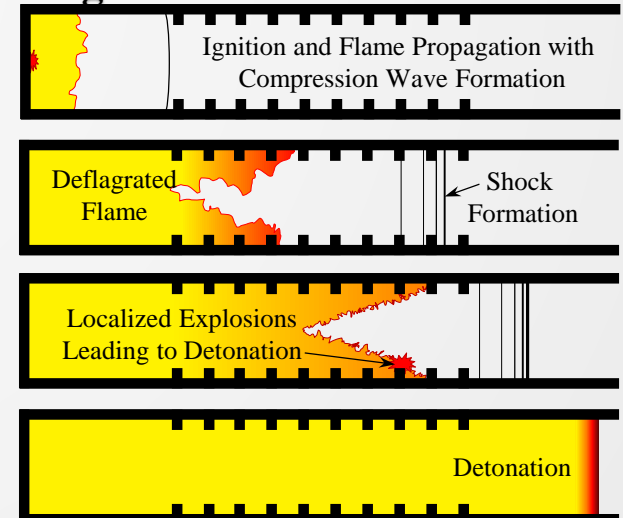 Ignition and Flame Propagation with
Compression Wave Formation
Deflagrated
Flame
Shock
Formation
Localized Explosions
Leading to Detonation
Detonation